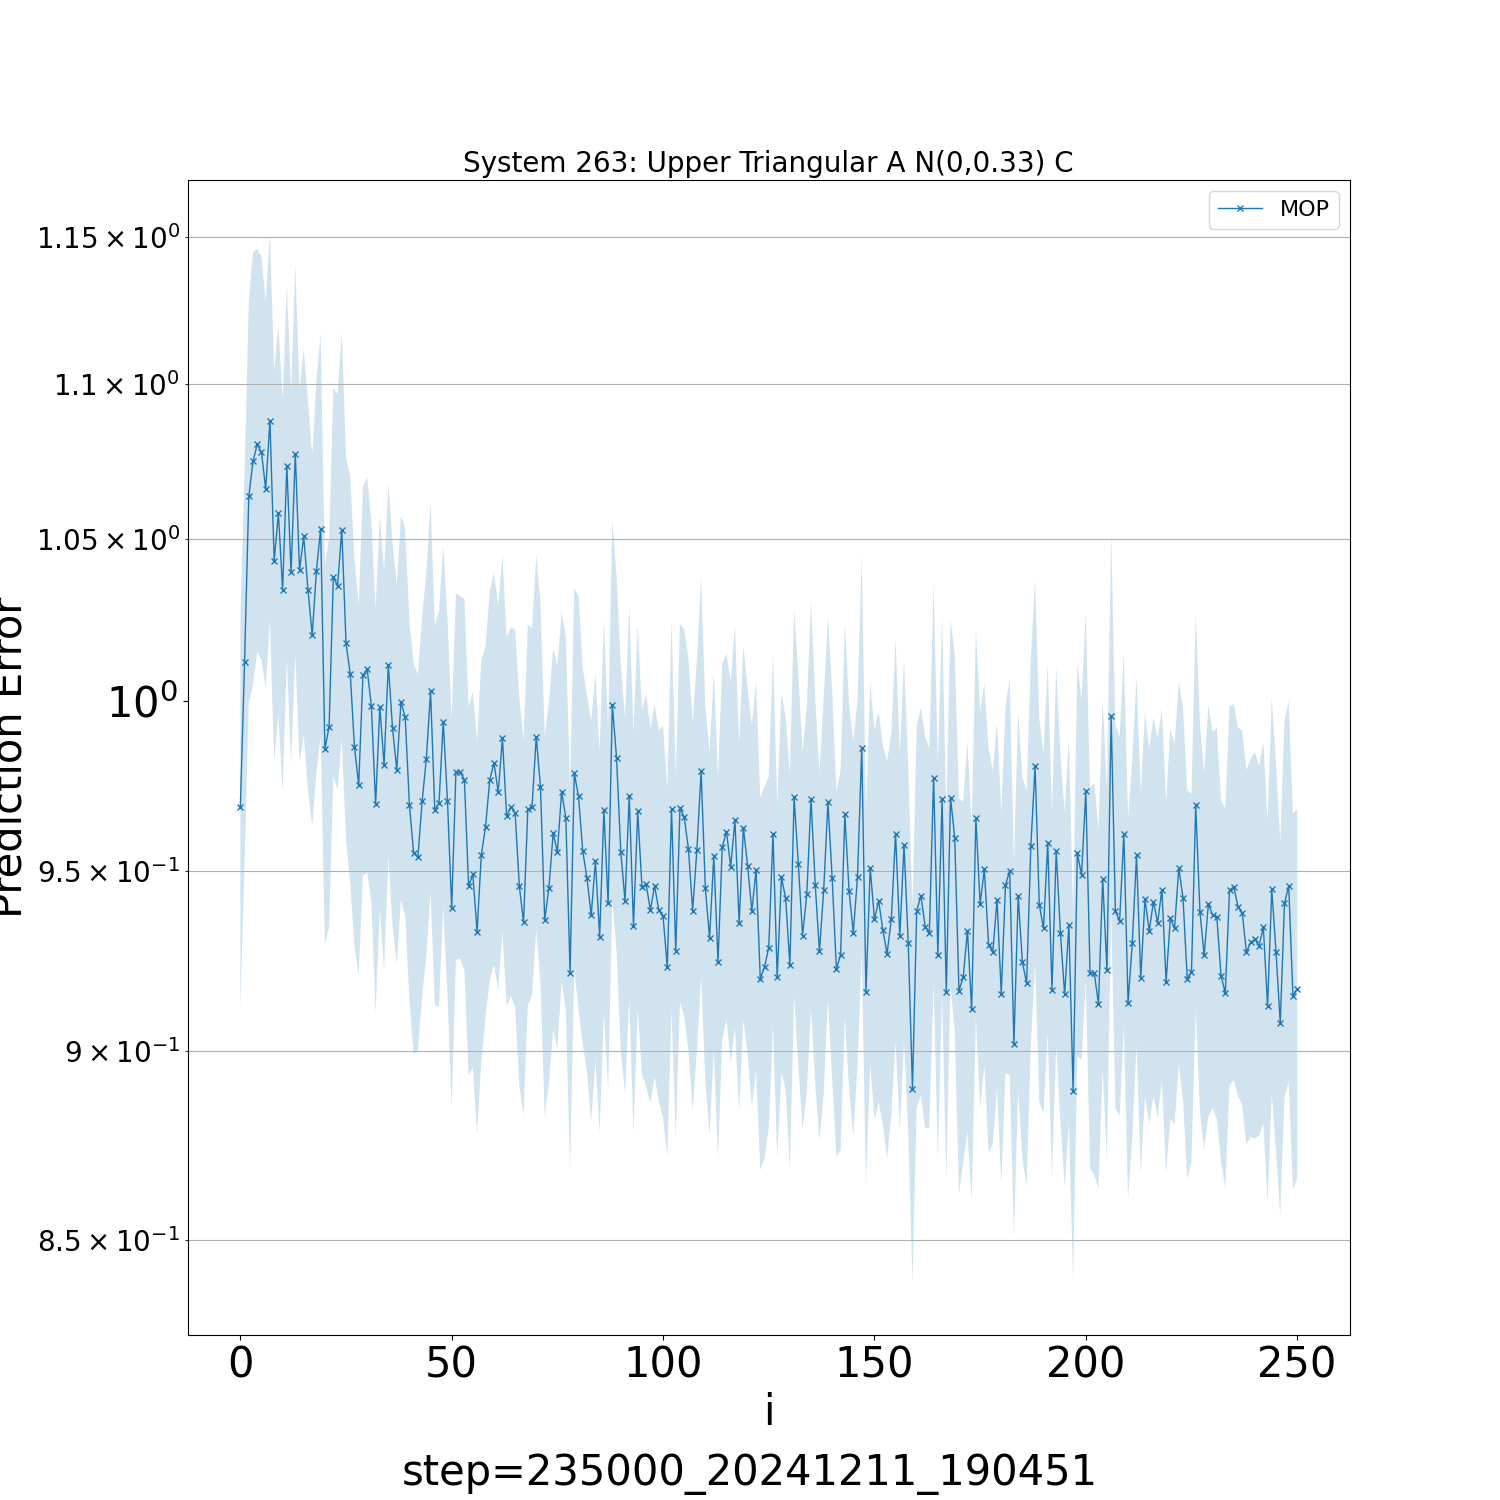 System 263: Upper Triangular A N(0,0.33) C
MOP
1.15 × 10⁰
1.1 × 10⁰
1.05 × 10⁰
10⁰
9.5 × 10⁻¹
9 × 10⁻¹
8.5 × 10⁻¹
Prediction Error
0 50 100 150 200 250
i
step=235000_20241211_190451